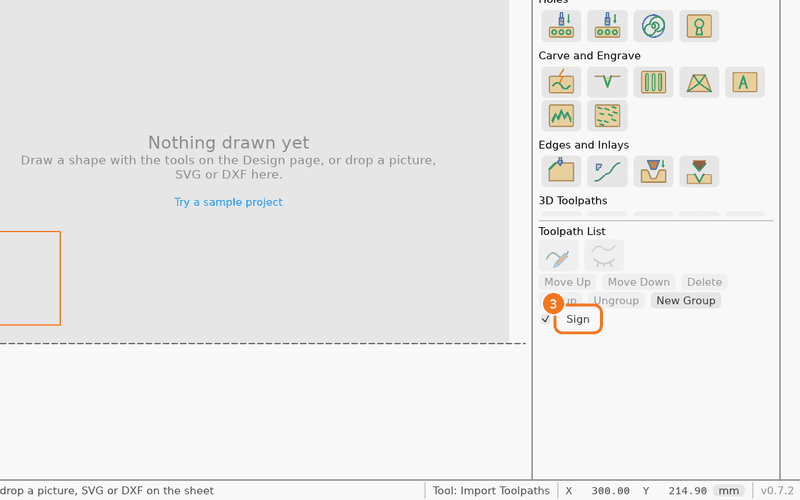 Nothing drawn yet
Draw a shape with the tools on the Design page, or drop a picture,
SVG or DXF here.
Try a sample project
Carve and Engrave
A
Edges and Inlays
3D Toolpaths
Toolpath List
Move Up Move Down Delete
Ungroup New Group
3
Sign
drop a picture, SVG or DXF on the sheet
Tool: Import Toolpaths X 300.00 Y 214.90 mm v0.7.2